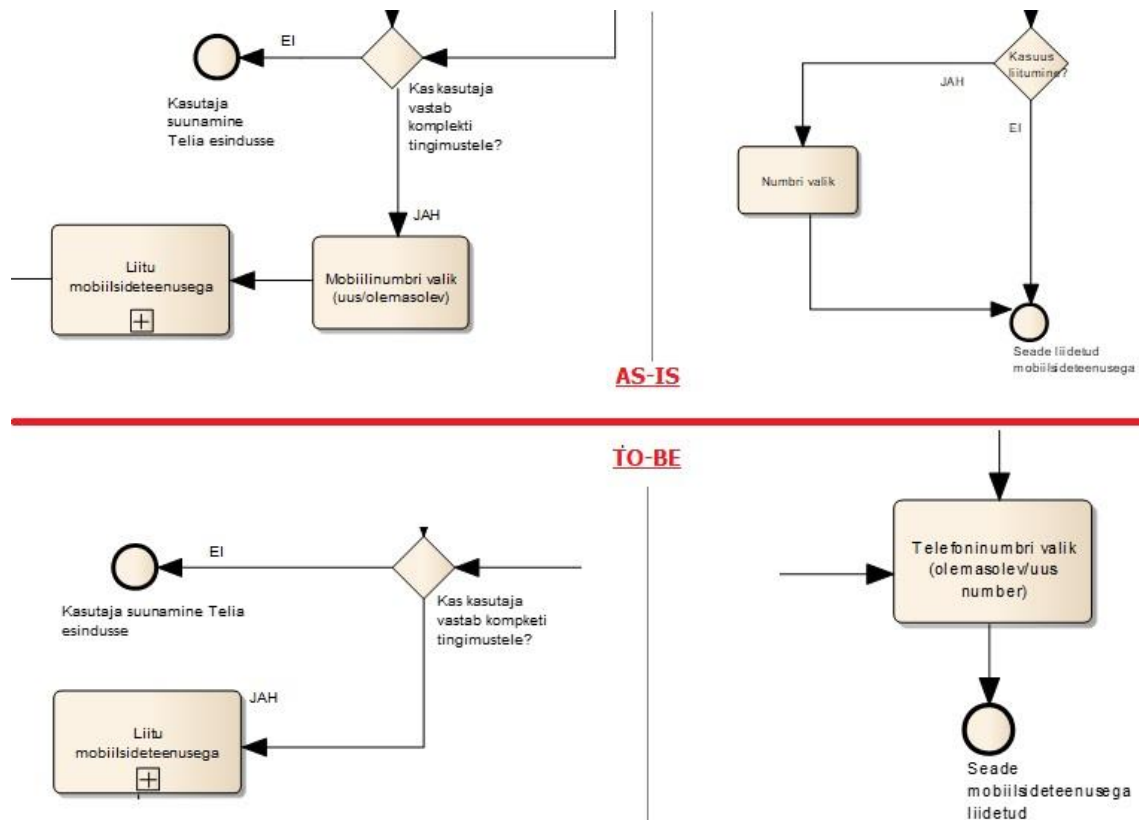 EI
Kasutaja
suunamine
Telia esindusse
Kas kasutaja
vastab
komplekti
tingimustele?
JAH
Liitu
mobiilsideteenusega
Mobiilinumbri valik
(uus/olemasolev)
Kas uus
liitumine?
JAH
EI
Numbri valik
Seade liidetud
mobiilsideteenusega
AS-IS
TO-BE
EI
Kasutaja suunamine Telia
esindusse
Kas kasutaja
vastab kompketi
tingimustele?
JAH
Liitu
mobiilsideteenusega
Telefoninumbri valik
(olemasolev/uus
number)
Seade
mobiilsideteenusega
liidetud